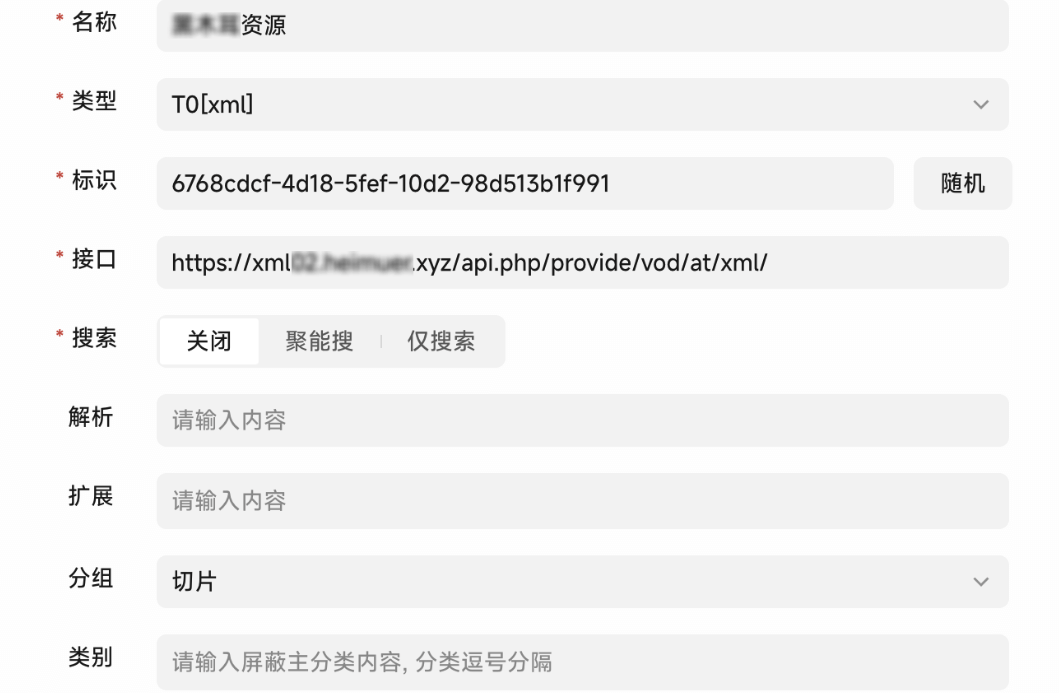 * 名称
资源
* 类型
T0[xml]
* 标识
6768cdcf-4d18-5fef-10d2-98d513b1f991
随机
* 接口
https://xml .xyz/api.php/provide/vod/at/xml/
* 搜索
关闭 聚能搜 仅搜索
解析
请输入内容
扩展
请输入内容
分组
切片
类别
请输入屏蔽主分类内容, 分类逗号分隔